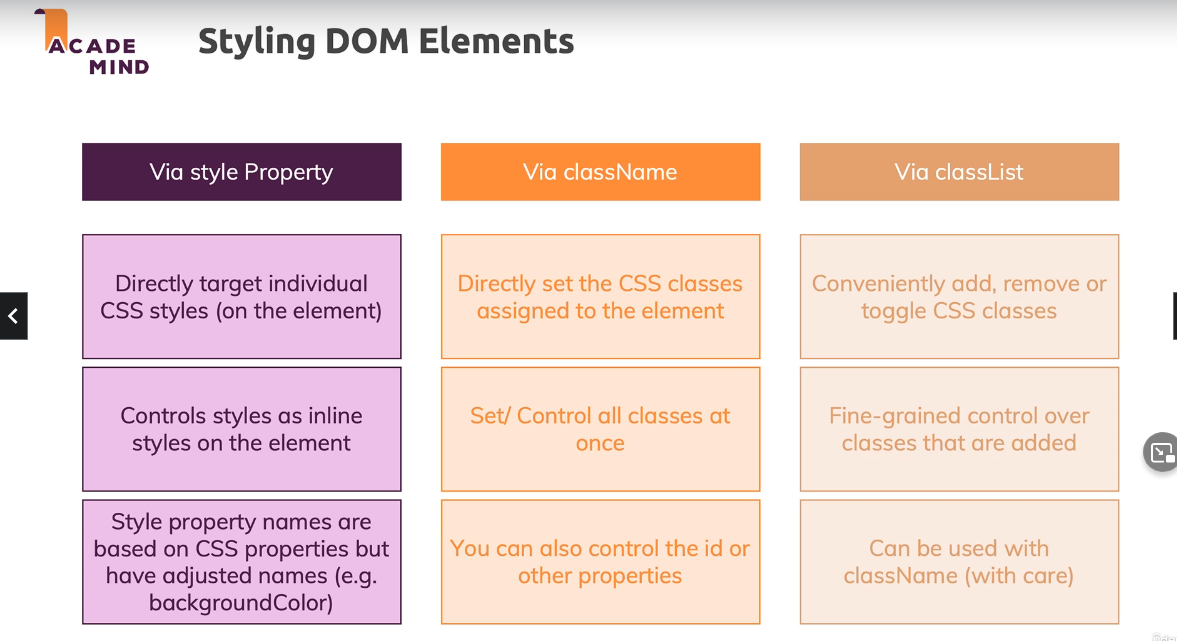 ACADE
MIND
Styling DOM Elements
Via style Property
Directly target individual
CSS styles (on the element)
Controls styles as inline
styles on the element
Style property names are
based on CSS properties but
have adjusted names (e.g.
backgroundColor)
Via className
Directly set the CSS classes
assigned to the element
Set/ Control all classes at
once
You can also control the id or
other properties
Via classList
Conveniently add, remove or
toggle CSS classes
Fine-grained control over
classes that are added
Can be used with
className (with care)